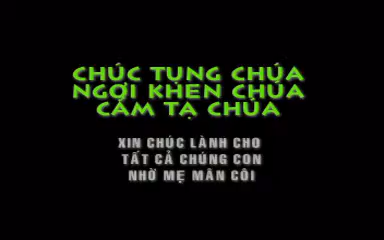 CHÚC TỤNG CHÚA
NGỢI KHEN CHÚA
CẢM TẠ CHÚA
XIN CHÚC LÀNH CHO
TẤT CẢ CHÚNG CON
NHỜ MẸ MÂN CÔI